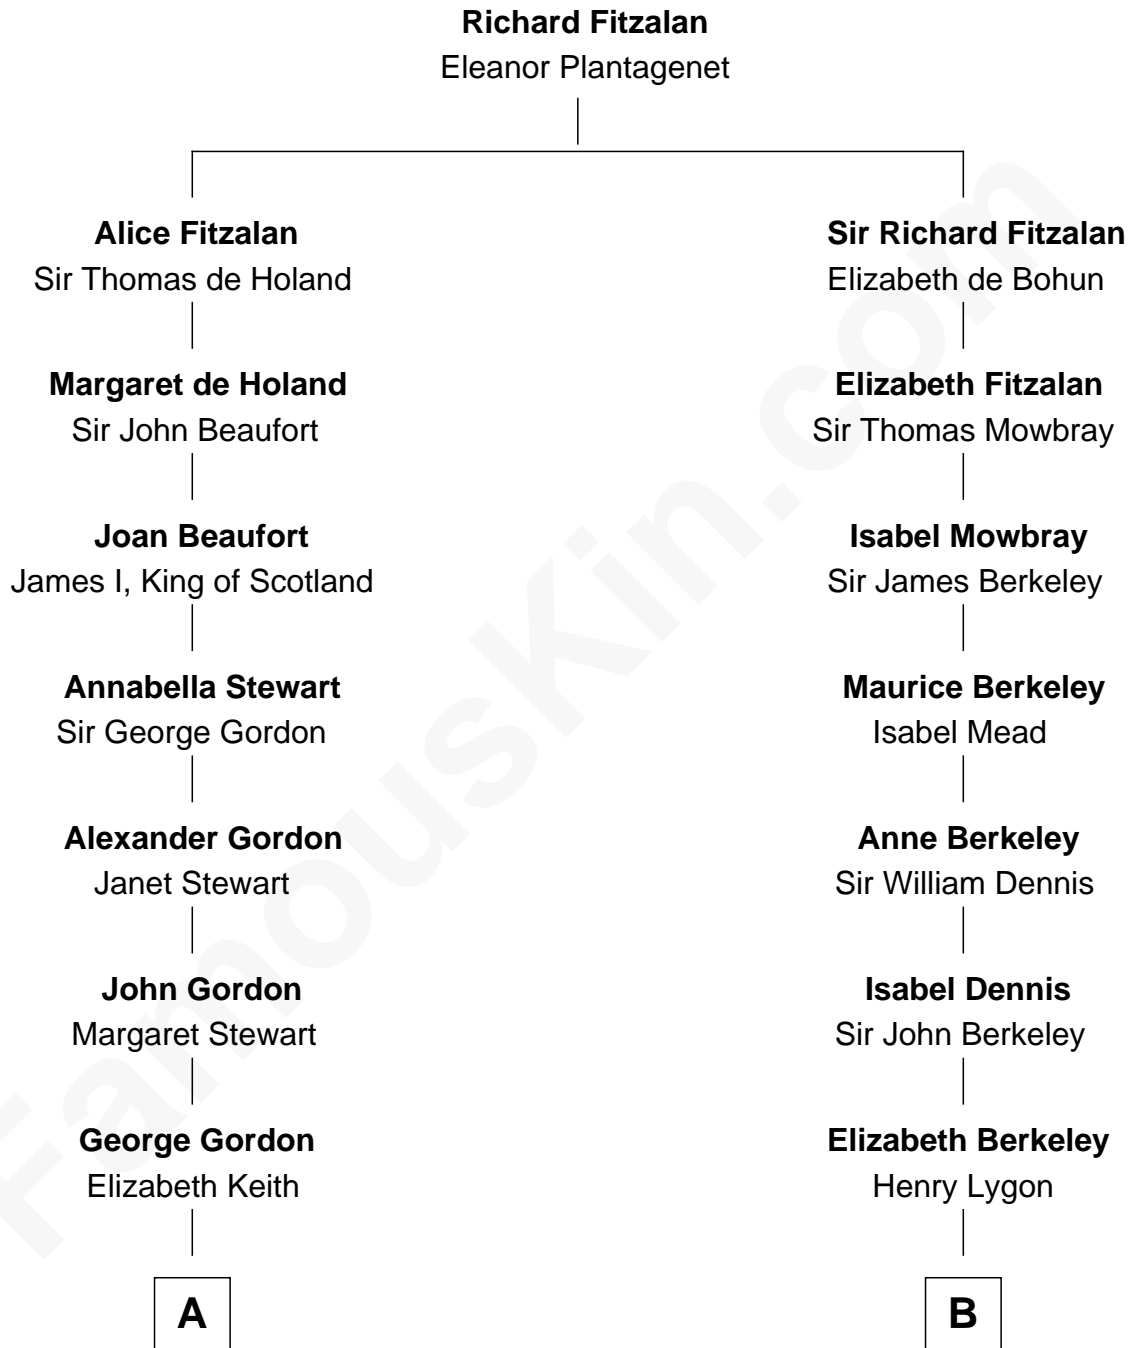 Richard Fitzalan
Eleanor Plantagenet
Alice Fitzalan
Sir Thomas de Holand
Sir Richard Fitzalan
Elizabeth de Bohun
Margaret de Holand
Sir John Beaufort
Elizabeth Fitzalan
Sir Thomas Mowbray
Joan Beaufort
James I, King of Scotland
Isabel Mowbray
Sir James Berkeley
Annabella Stewart
Sir George Gordon
Maurice Berkeley
Isabel Mead
Alexander Gordon
Janet Stewart
Anne Berkeley
Sir William Dennis
John Gordon
Margaret Stewart
Isabel Dennis
Sir John Berkeley
George Gordon
Elizabeth Keith
Elizabeth Berkeley
Henry Lygon
A
B
FamousKin.com